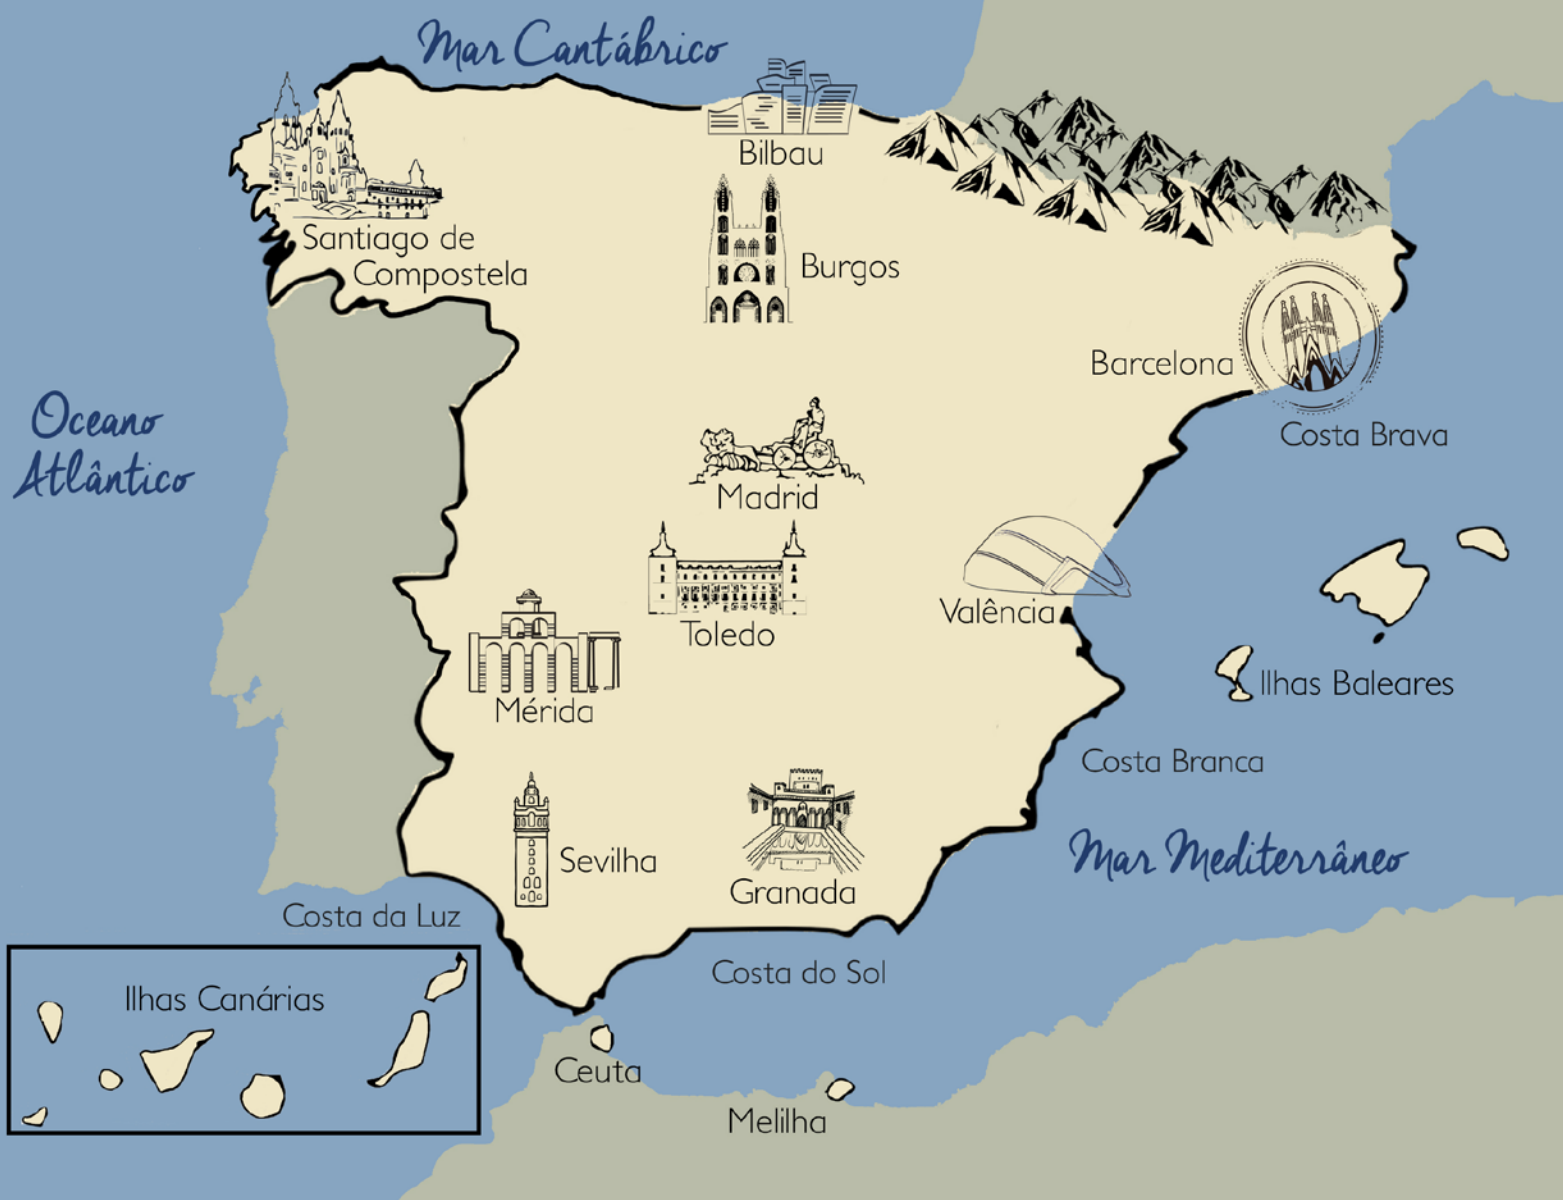 Mar Cantábrico
Bilbau
Santiago de
Compostela
Burgos
Barcelona
Oceano
Atlântico
Costa Brava
Madrid
Valência
Toledo
Ilhas Baleares
Mérida
Costa Branca
Mar Mediterrâneo
Sevilha
Granada
Costa da Luz
Costa do Sol
Ilhas Canárias
Ceuta
Melilha